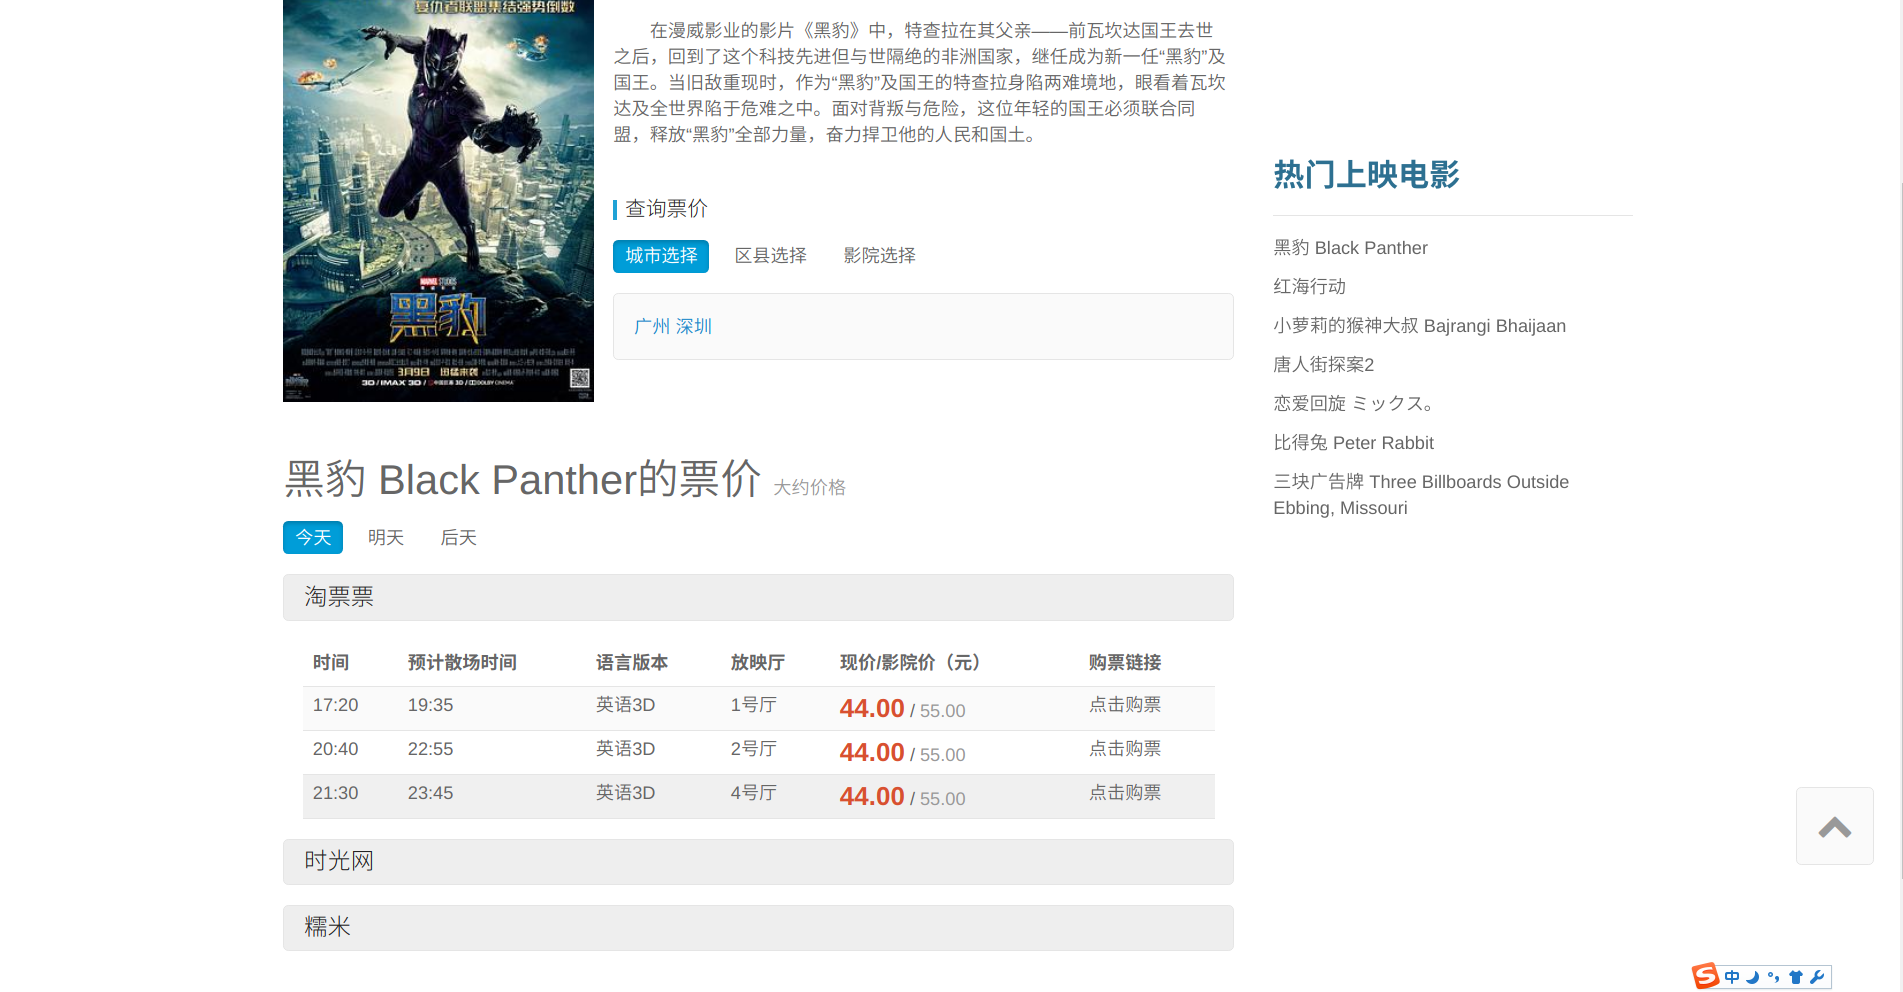 复仇者联盟集结强势倒数
MARVEL STUDIOS
黑豹
3月9日 迅猛来袭
3D / IMAX 3D / 中国巨幕 3D / DOLBY CINEMA
在漫威影业的影片《黑豹》中，特查拉在其父亲——前瓦坎达国王去世
之后，回到了这个科技先进但与世隔绝的非洲国家，继任成为新一任“黑豹”及
国王。当旧敌重现时，作为“黑豹”及国王的特查拉身陷两难境地，眼看着瓦坎
达及全世界陷于危难之中。面对背叛与危险，这位年轻的国王必须联合同
盟，释放“黑豹”全部力量，奋力捍卫他的人民和国土。
查询票价
城市选择 区县选择 影院选择
广州 深圳
黑豹 Black Panther的票价 大约价格
今天 明天 后天
淘票票
时间 预计散场时间 语言版本 放映厅 现价/影院价（元） 购票链接
17:20 19:35 英语3D 1号厅 44.00 / 55.00 点击购票
20:40 22:55 英语3D 2号厅 44.00 / 55.00 点击购票
21:30 23:45 英语3D 4号厅 44.00 / 55.00 点击购票
时光网
糯米
热门上映电影
黑豹 Black Panther
红海行动
小萝莉的猴神大叔 Bajrangi Bhaijaan
唐人街探案2
恋爱回旋 ミックス。
比得兔 Peter Rabbit
三块广告牌 Three Billboards Outside
Ebbing, Missouri
S 中